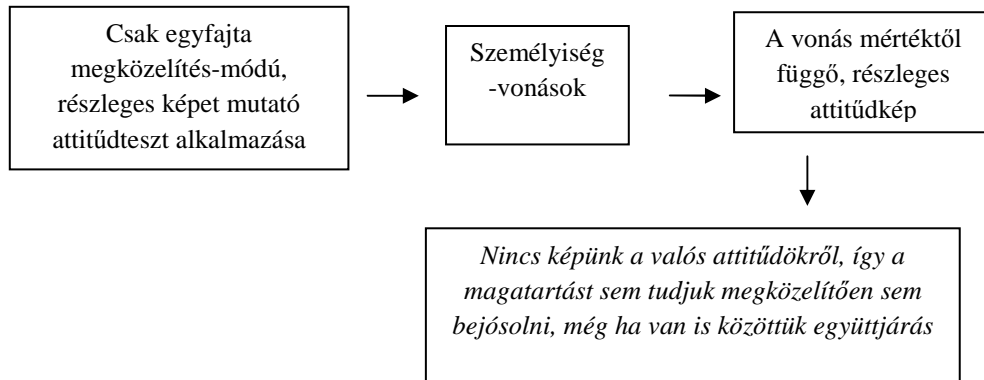 Csak egyfajta
megközelítés-módú,
részleges képet mutató
attitűdteszt alkalmazása
Személyiség
-vonások
A vonás mértéktől
függő, részleges
attitűdkép
Nincs képünk a valós attitűdökről, így a
magatartást sem tudjuk megközelítően sem
bejósolni, még ha van is közöttük együttjárás